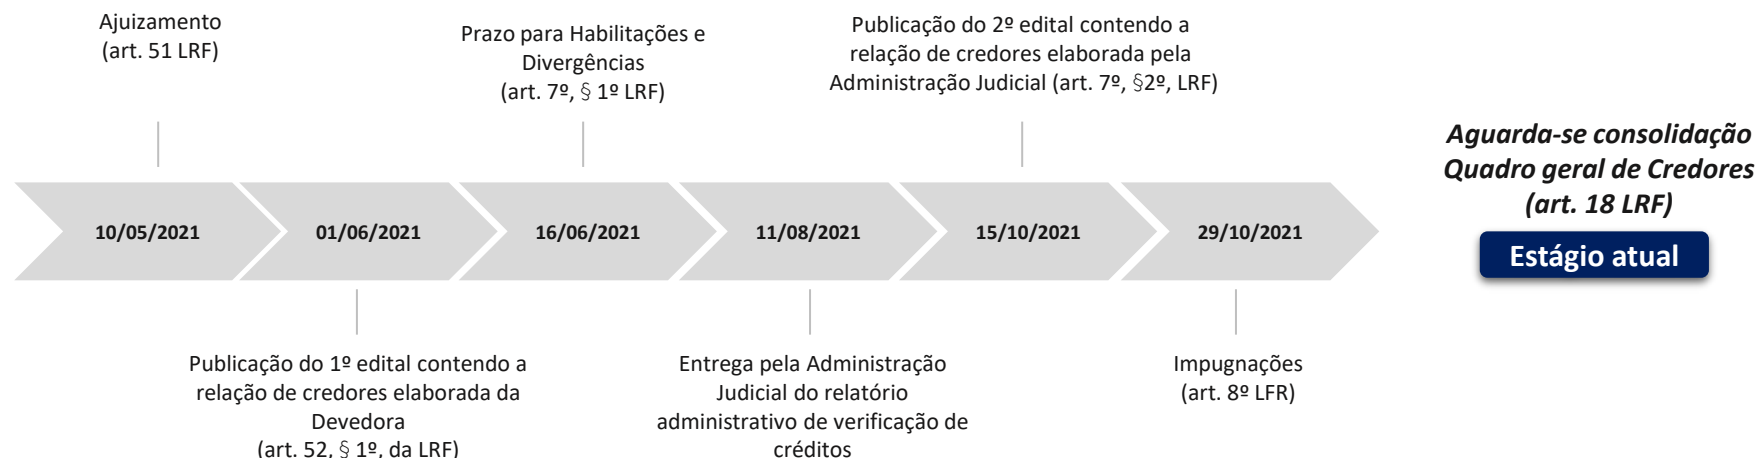 Ajuizamento
(art. 51 LRF)
Prazo para Habilitações e
Divergências
(art. 7º, § 1º LRF)
Publicação do 2º edital contendo a
relação de credores elaborada pela
Administração Judicial (art. 7º, §2º, LRF)
10/05/2021
01/06/2021
16/06/2021
11/08/2021
15/10/2021
29/10/2021
Aguarda-se consolidação
Quadro geral de Credores
(art. 18 LRF)
Estágio atual
Publicação do 1º edital contendo a
relação de credores elaborada da
Devedora
(art. 52, § 1º, da LRF)
Entrega pela Administração
Judicial do relatório
administrativo de verificação de
créditos
Impugnações
(art. 8º LFR)